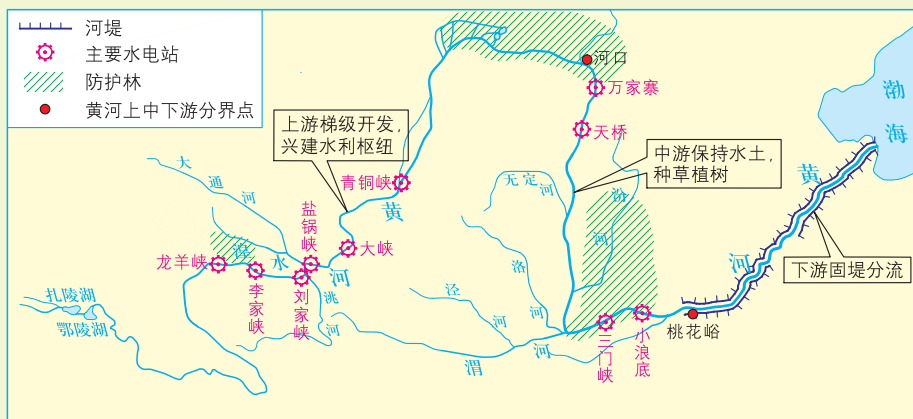 河堤
主要水电站
防护林
黄河上中下游分界点
河口
万家寨
渤海
天桥
上游梯级开发，
兴建水利枢纽
中游保持水土，
种草植树
大通河
青铜峡
黄
无定河
汾河
黄
盐锅峡
大峡
龙羊峡
湟水
河
河
下游固堤分流
李家峡
刘家峡
洮河
泾河
洛河
扎陵湖
鄂陵湖
渭河
三门峡
小浪底
桃花峪